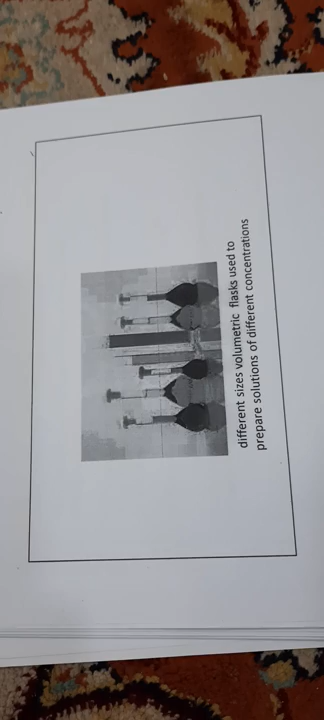 different sizes volumetric flasks used to
prepare solutions of different concentrations